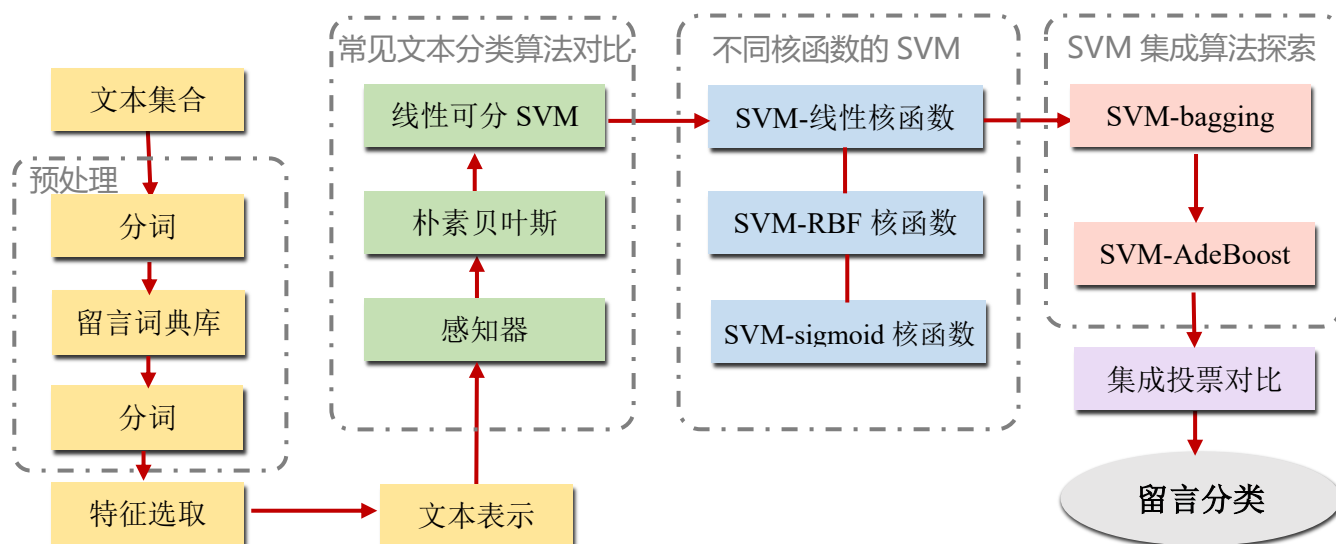 文本集合
预处理
分词
留言词典库
分词
特征选取
文本表示
常见文本分类算法对比
线性可分 SVM
朴素贝叶斯
感知器
不同核函数的 SVM
SVM-线性核函数
SVM-RBF 核函数
SVM-sigmoid 核函数
SVM 集成算法探索
SVM-bagging
SVM-AdeBoost
集成投票对比
留言分类